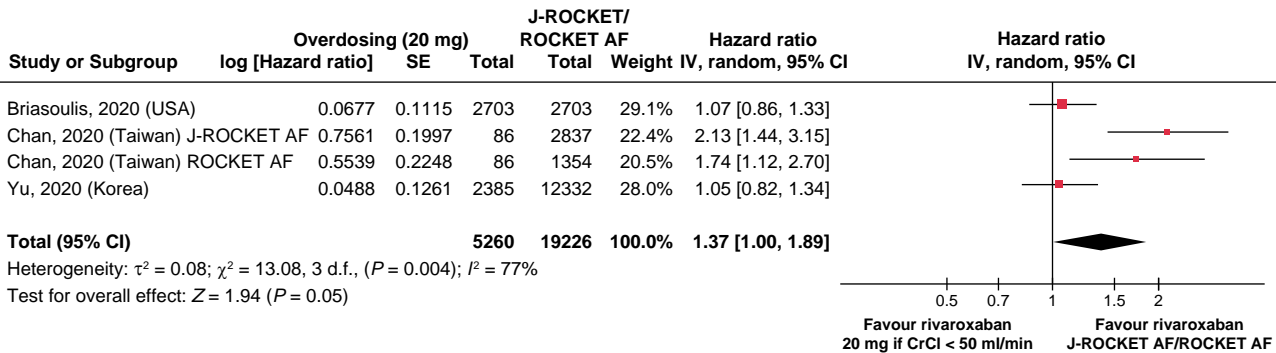 J-ROCKET/
Overdosing (20 mg) ROCKET AF Hazard ratio Hazard ratio
Study or Subgroup log [Hazard ratio] SE Total Total Weight IV, random, 95% CI IV, random, 95% CI
Briasoulis, 2020 (USA) 0.0677 0.1115 2703 2703 29.1% 1.07 [0.86, 1.33]
Chan, 2020 (Taiwan) J-ROCKET AF 0.7561 0.1997 86 2837 22.4% 2.13 [1.44, 3.15]
Chan, 2020 (Taiwan) ROCKET AF 0.5539 0.2248 86 1354 20.5% 1.74 [1.12, 2.70]
Yu, 2020 (Korea) 0.0488 0.1261 2385 12332 28.0% 1.05 [0.82, 1.34]
Total (95% CI) 5260 19226 100.0% 1.37 [1.00, 1.89]
Heterogeneity: τ² = 0.08; χ² = 13.08, 3 d.f., (P = 0.004); I² = 77%
Test for overall effect: Z = 1.94 (P = 0.05)
0.5 0.7 1 1.5 2
Favour rivaroxaban Favour rivaroxaban
20 mg if CrCl < 50 ml/min J-ROCKET AF/ROCKET AF